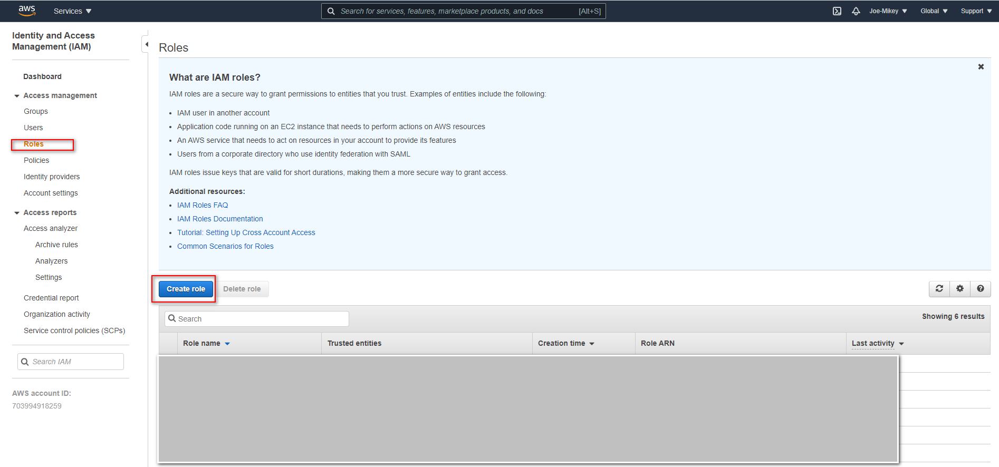 aws
Services
Search for services, features, marketplace products, and docs [Alt+S]
Joe-Mikey
Global
Support
Identity and Access
Management (IAM)
Dashboard
Access management
Groups
Users
Roles
Policies
Identity providers
Account settings
Access reports
Access analyzer
Archive rules
Analyzers
Settings
Credential report
Organization activity
Service control policies (SCPs)
Search IAM
AWS account ID:
703994918259
Roles
What are IAM roles?
IAM roles are a secure way to grant permissions to entities that you trust. Examples of entities include the following:
• IAM user in another account
• Application code running on an EC2 instance that needs to perform actions on AWS resources
• An AWS service that needs to act on resources in your account to provide its features
• Users from a corporate directory who use identity federation with SAML
IAM roles issue keys that are valid for short durations, making them a more secure way to grant access.
Additional resources:
• IAM Roles FAQ
• IAM Roles Documentation
• Tutorial: Setting Up Cross Account Access
• Common Scenarios for Roles
Create role
Delete role
Search
Showing 6 results
Role name
Trusted entities
Creation time
Role ARN
Last activity